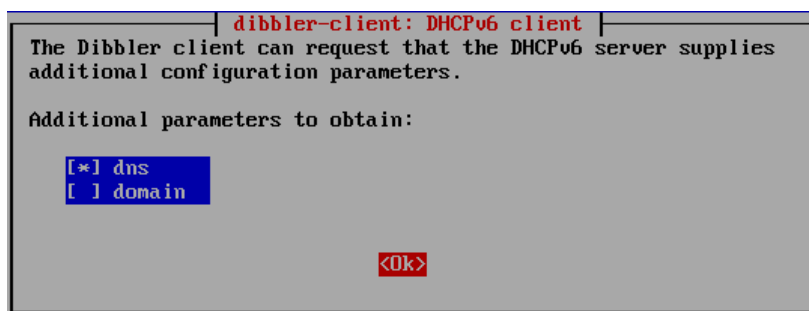 dibbler-client: DHCPv6 client
The Dibbler client can request that the DHCPv6 server supplies
additional configuration parameters.
Additional parameters to obtain:
[*] dns
[ ] domain
<Ok>